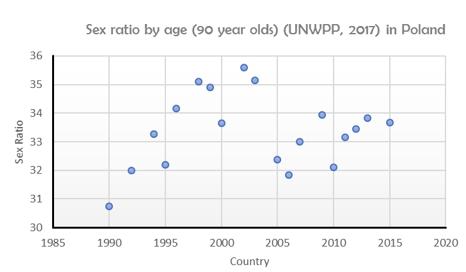 Sex ratio by age (90 year olds) (UNWPP, 2017) in Poland
36
35
34
33
32
31
30
Sex Ratio
1985 1990 1995 2000 2005 2010 2015 2020
Country